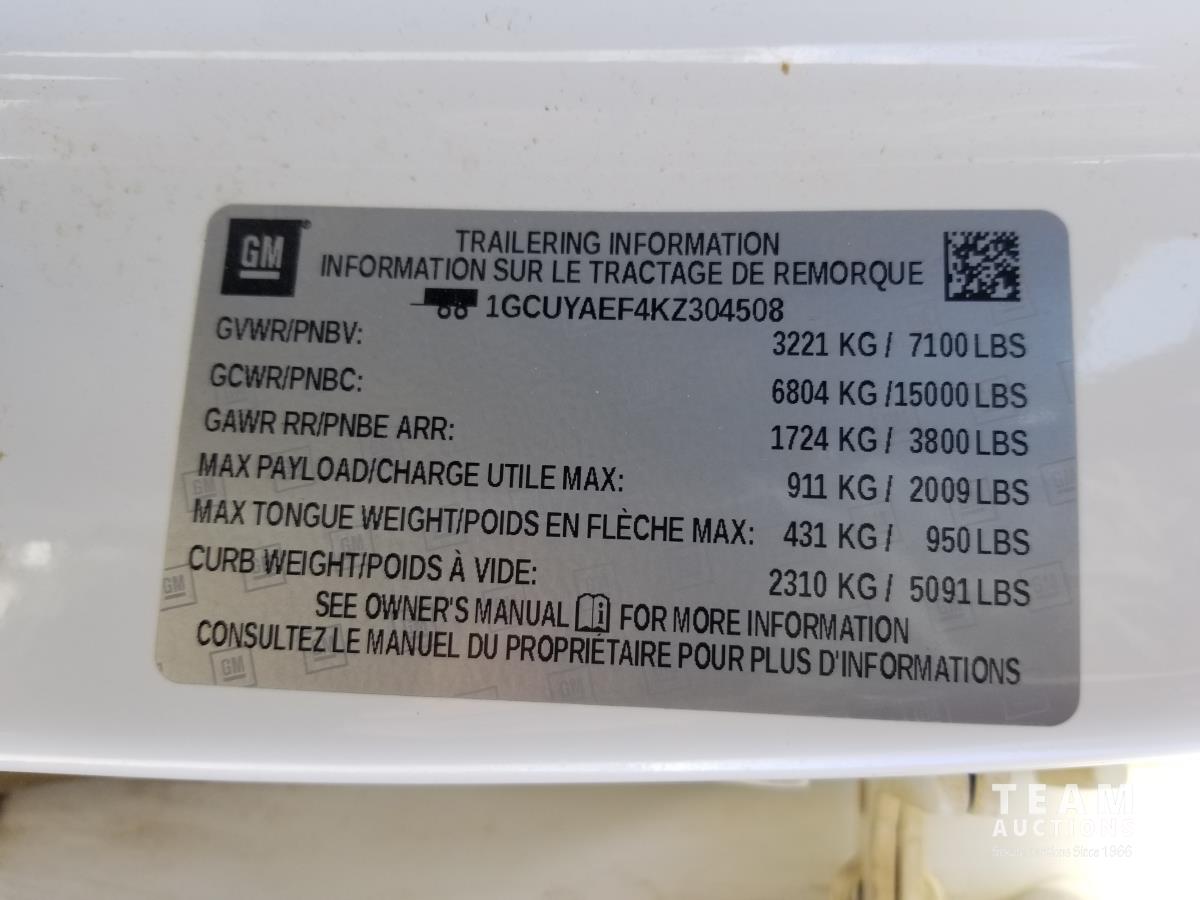 GM
TRAILERING INFORMATION
INFORMATION SUR LE TRACTAGE DE REMORQUE
1GCUYAEF4KZ304508
GVWR/PNBV: 3221 KG / 7100 LBS
GCWR/PNBC: 6804 KG /15000 LBS
GAWR RR/PNBE ARR: 1724 KG / 3800 LBS
MAX PAYLOAD/CHARGE UTILE MAX: 911 KG / 2009 LBS
MAX TONGUE WEIGHT/POIDS EN FLÈCHE MAX: 431 KG / 950 LBS
CURB WEIGHT/POIDS À VIDE: 2310 KG / 5091 LBS
SEE OWNER'S MANUAL FOR MORE INFORMATION
CONSULTEZ LE MANUEL DU PROPRIÉTAIRE POUR PLUS D'INFORMATIONS
TEAM
AUCTIONS
Since 1966